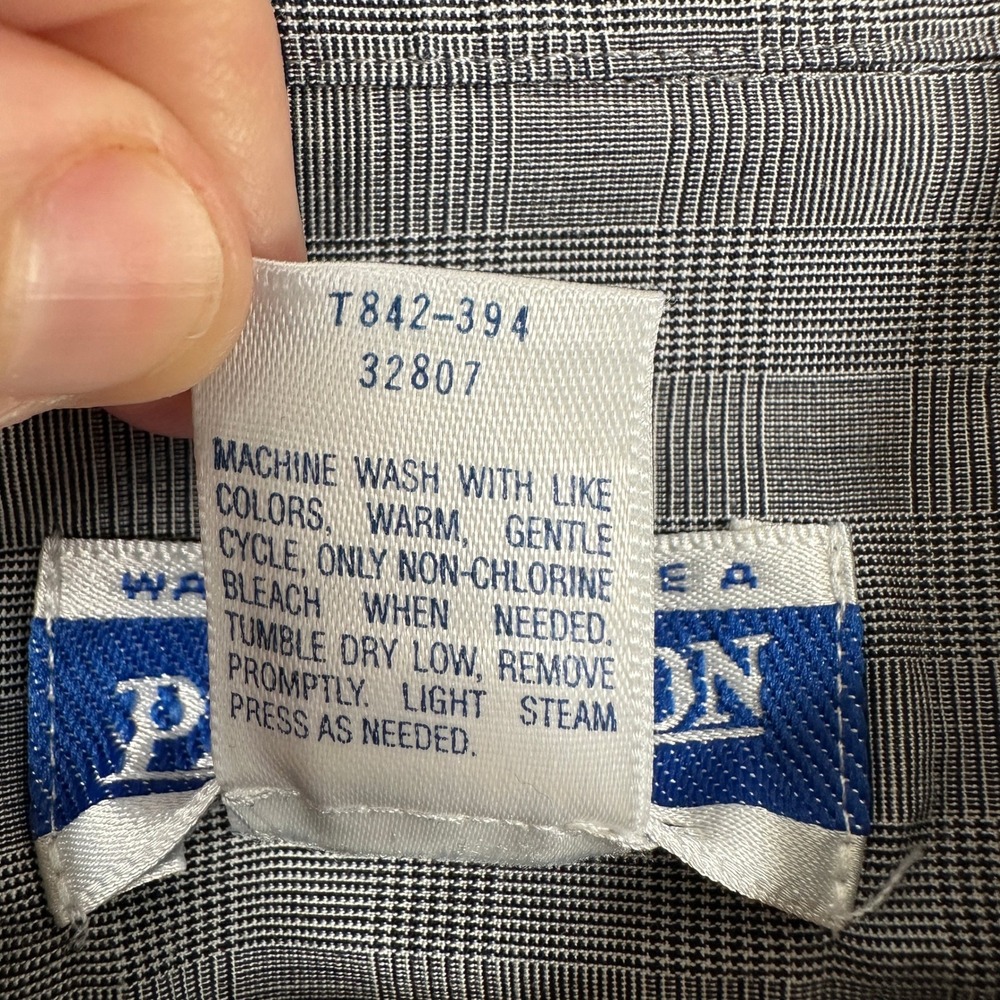 T842-394
32807
MACHINE WASH WITH LIKE
COLORS, WARM, GENTLE
CYCLE, ONLY NON-CHLORINE
BLEACH WHEN NEEDED.
TUMBLE DRY LOW, REMOVE
PROMPTLY. LIGHT STEAM
PRESS AS NEEDED.